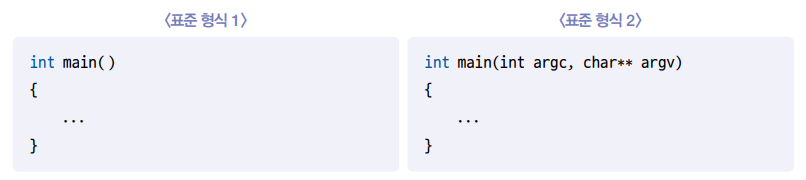 〈표준 형식 1〉
int main()
{
...
}
〈표준 형식 2〉
int main(int argc, char** argv)
{
...
}